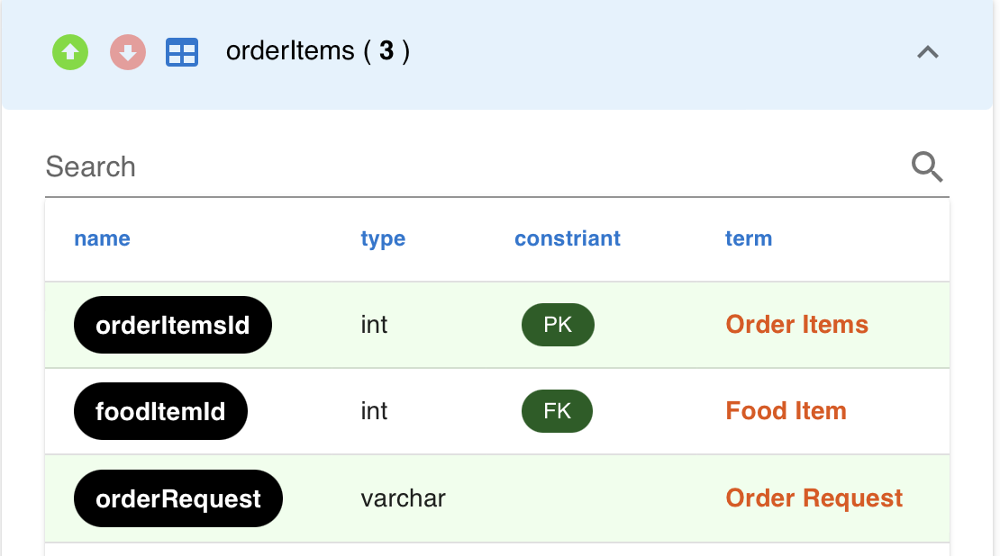 orderItems ( 3 )
Search
name type constriant term
orderItemsId int PK Order Items
foodItemId int FK Food Item
orderRequest varchar Order Request